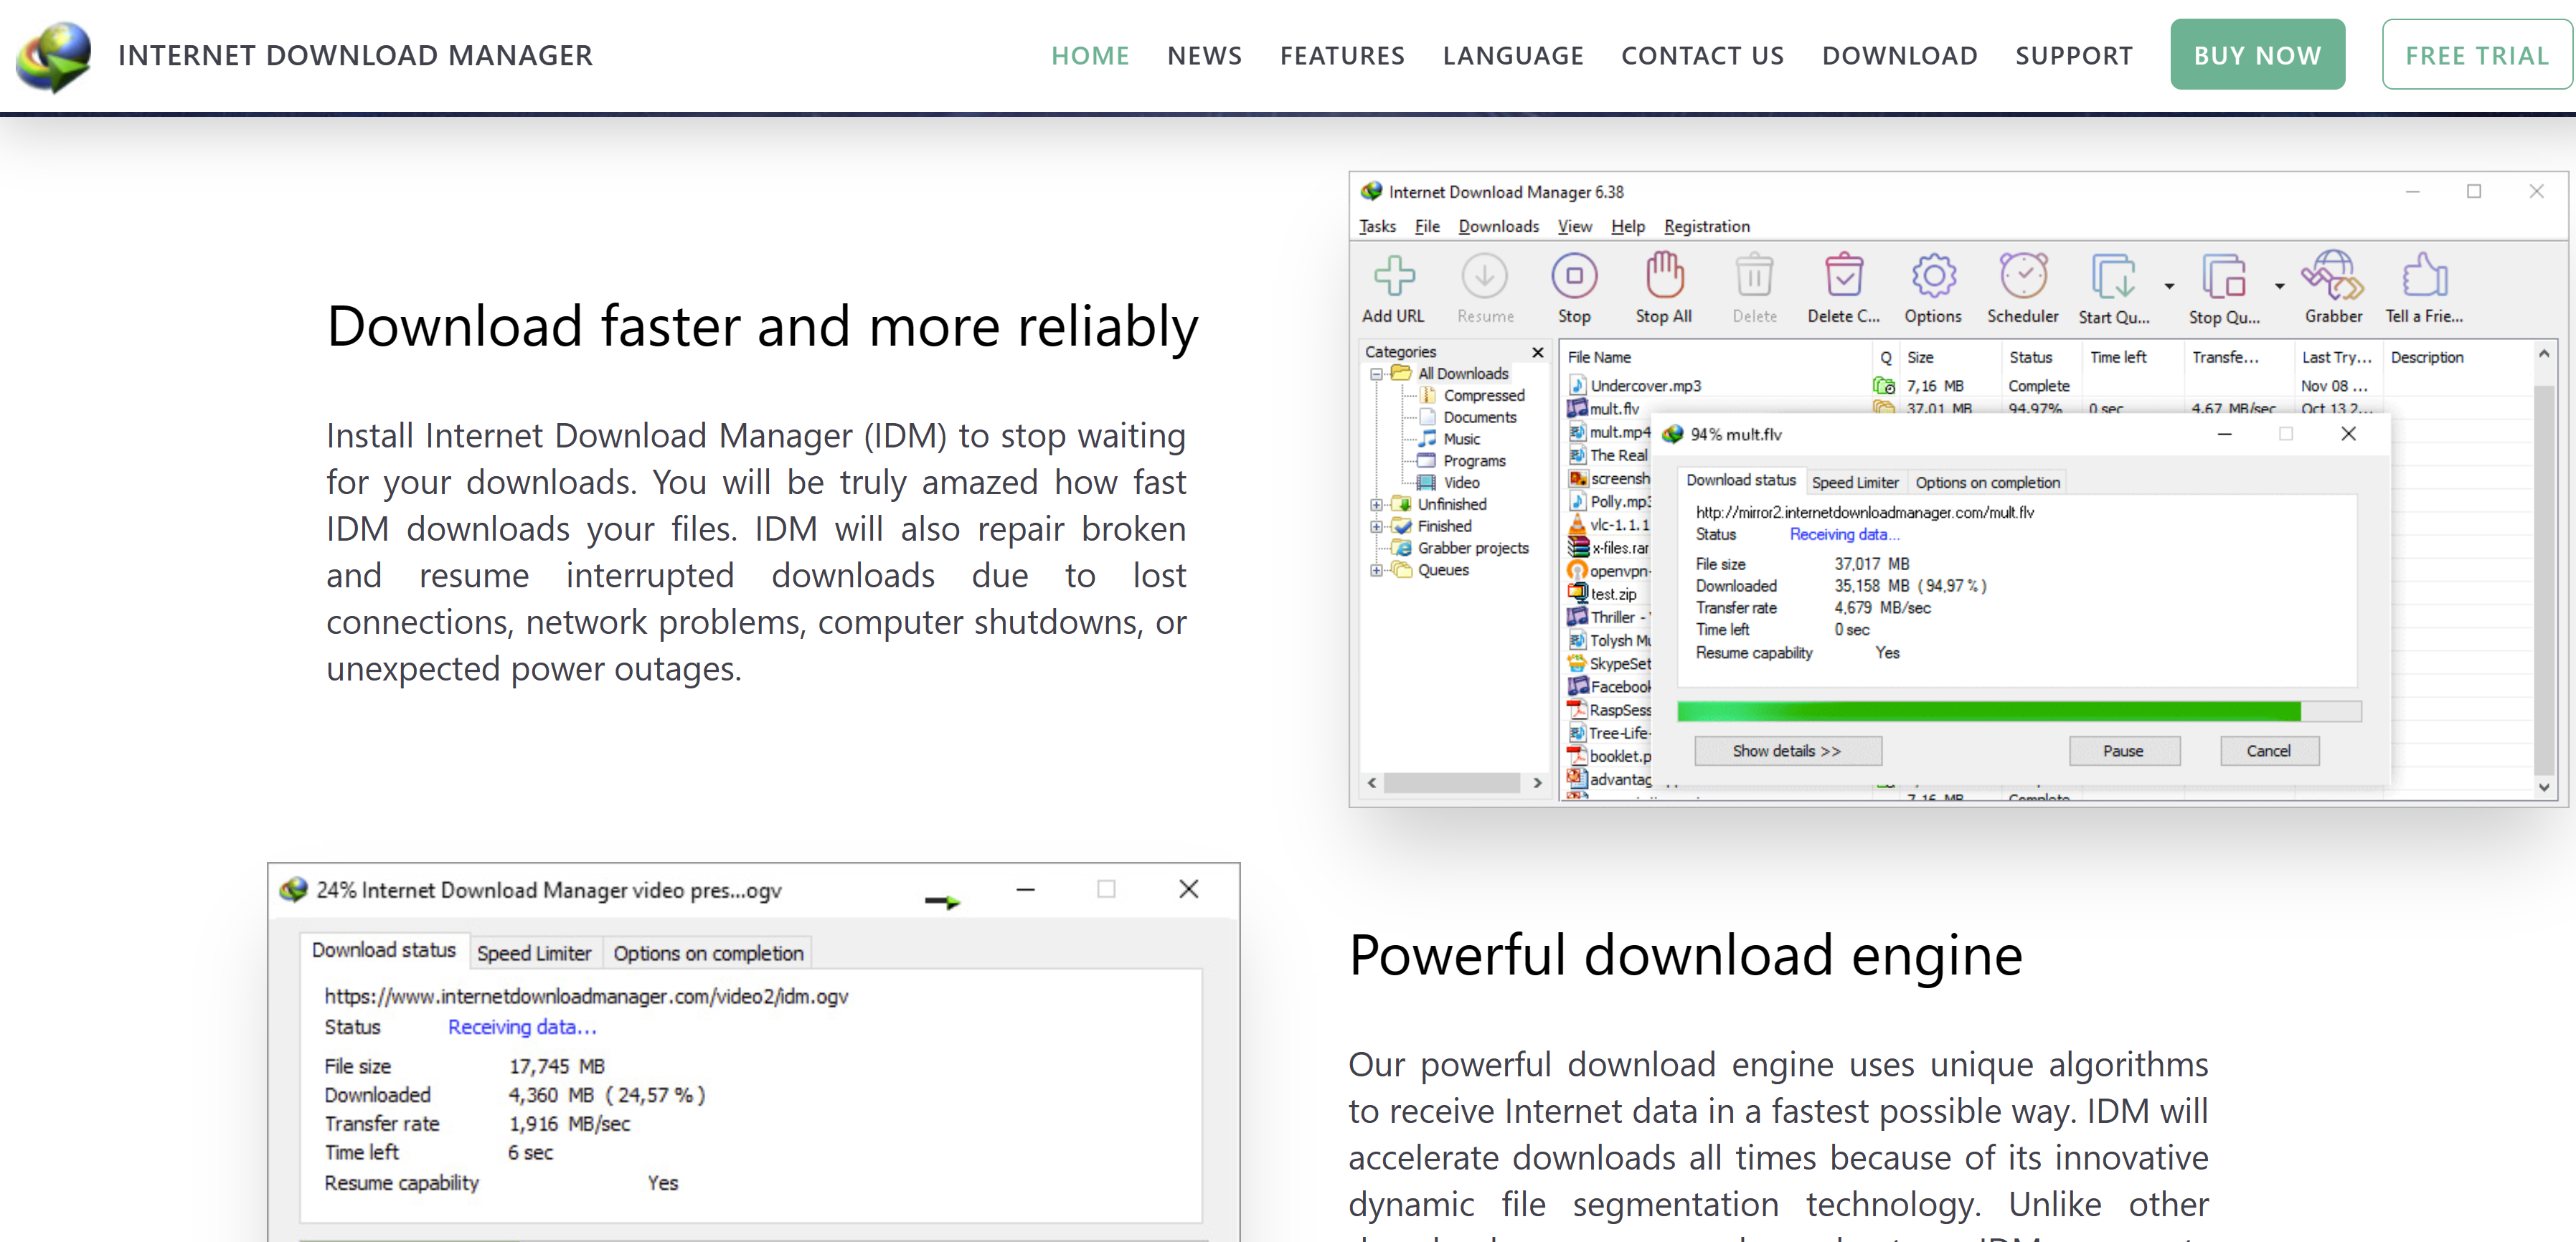 INTERNET DOWNLOAD MANAGER
HOME NEWS FEATURES LANGUAGE CONTACT US DOWNLOAD SUPPORT BUY NOW FREE TRIAL
Download faster and more reliably
Install Internet Download Manager (IDM) to stop waiting
for your downloads. You will be truly amazed how fast
IDM downloads your files. IDM will also repair broken
and resume interrupted downloads due to lost
connections, network problems, computer shutdowns, or
unexpected power outages.
Internet Download Manager 6.38
Tasks File Downloads View Help Registration
Add URL Resume Stop Stop All Delete Delete C... Options Scheduler Start Qu... Stop Qu... Grabber Tell a Frie...
Categories
All Downloads
Compressed
Documents
Music
Programs
Video
Unfinished
Finished
Grabber projects
Queues
File Name Q Size Status Time left Transfe... Last Try... Description
Undercover.mp3 7,16 MB Complete Nov 08 ...
mult.flv 37,01 MB 94,97% 0 sec 4,67 MB/sec Oct 13 2...
mult.mp4
The Real
screensh
Polly.mp3
vlc-1.1.1
x-files.rar
openvpn-
test.zip
Thriller -
Tolysh Mu
SkypeSet
Facebook
RaspSess
Tree-Life-
booklet.p
advantag
7,16 MB Complete
94% mult.flv
Download status Speed Limiter Options on completion
http://mirror2.internetdownloadmanager.com/mult.flv
Status Receiving data...
File size 37,017 MB
Downloaded 35,158 MB ( 94,97 % )
Transfer rate 4,679 MB/sec
Time left 0 sec
Resume capability Yes
Show details >> Pause Cancel
24% Internet Download Manager video pres...ogv
Download status Speed Limiter Options on completion
https://www.internetdownloadmanager.com/video2/idm.ogv
Status Receiving data...
File size 17,745 MB
Downloaded 4,360 MB ( 24,57 % )
Transfer rate 1,916 MB/sec
Time left 6 sec
Resume capability Yes
Powerful download engine
Our powerful download engine uses unique algorithms
to receive Internet data in a fastest possible way. IDM will
accelerate downloads all times because of its innovative
dynamic file segmentation technology. Unlike other